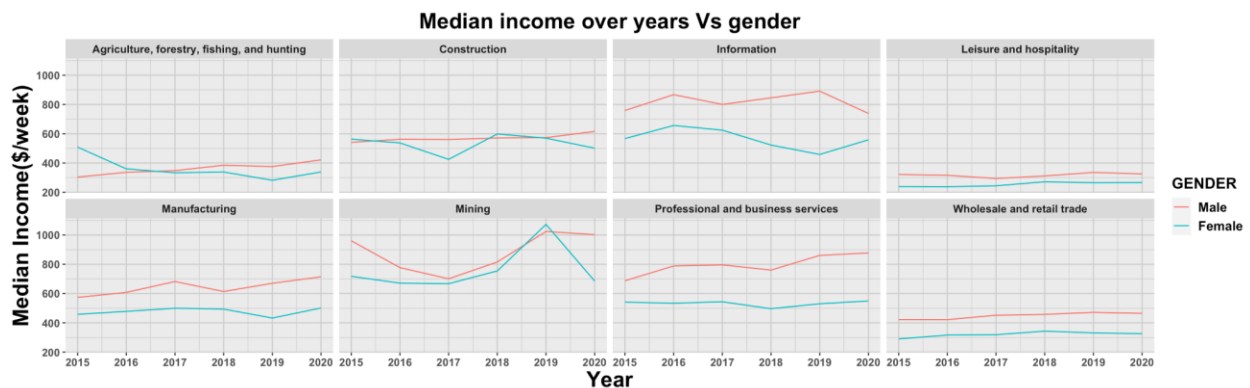 Median income over years Vs gender
Agriculture, forestry, fishing, and hunting Construction Information Leisure and hospitality
1000
800
600
400
200
Manufacturing Mining Professional and business services Wholesale and retail trade
1000
800
600
400
200
2015 2016 2017 2018 2019 2020 2015 2016 2017 2018 2019 2020 2015 2016 2017 2018 2019 2020 2015 2016 2017 2018 2019 2020
Year
Median Income($/week)
GENDER
Male
Female